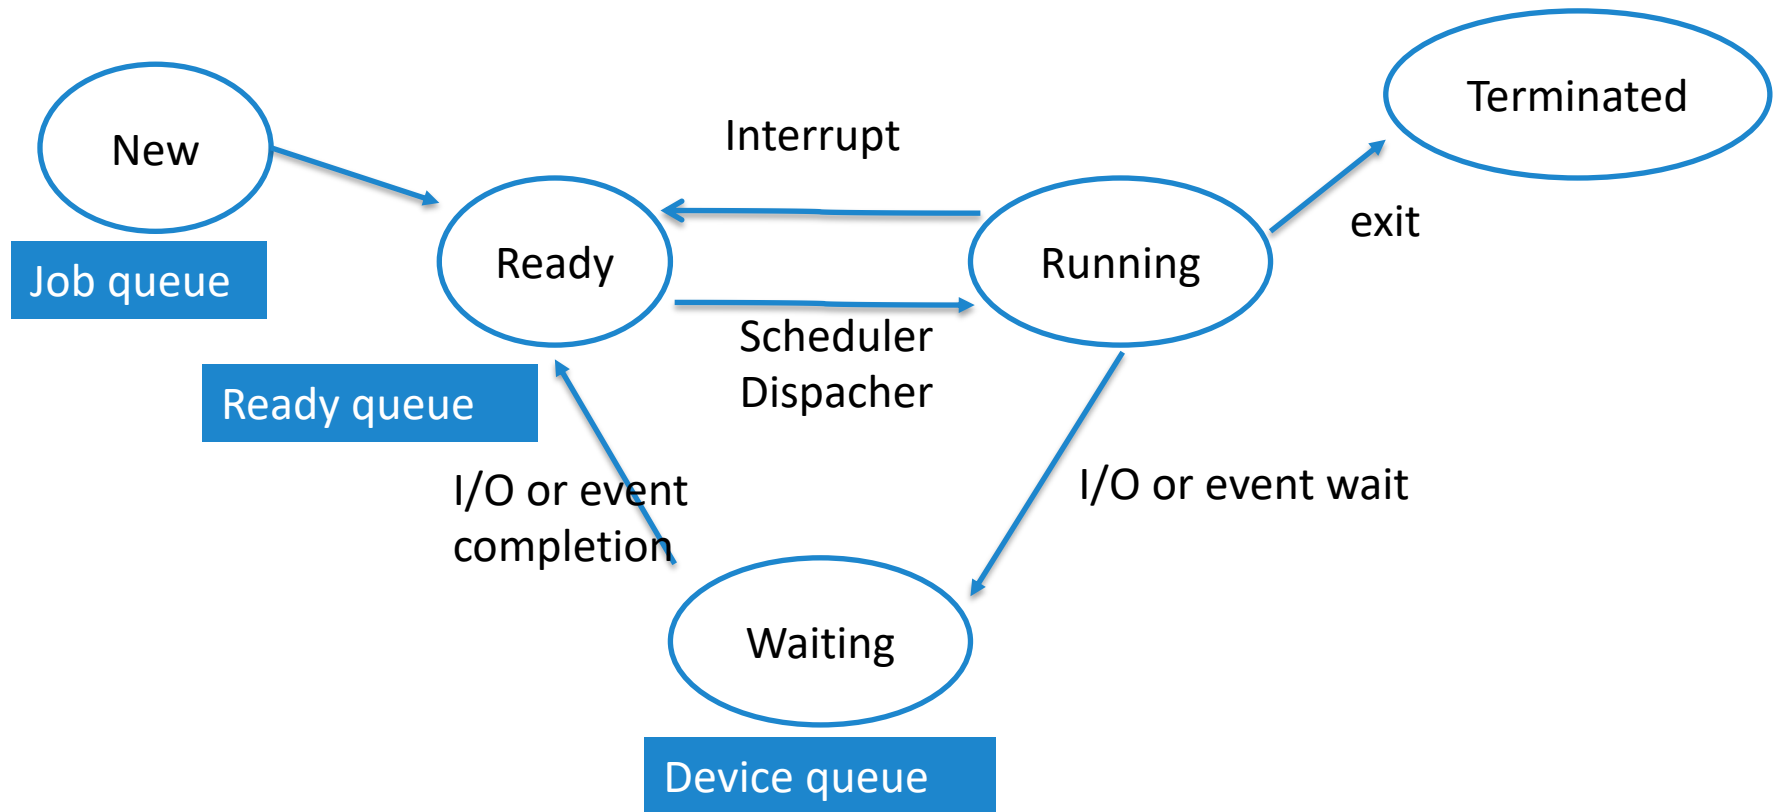 Terminated
New
Interrupt
exit
Ready
Running
Job queue
Scheduler
Dispacher
Ready queue
I/O or event
completion
I/O or event wait
Waiting
Device queue